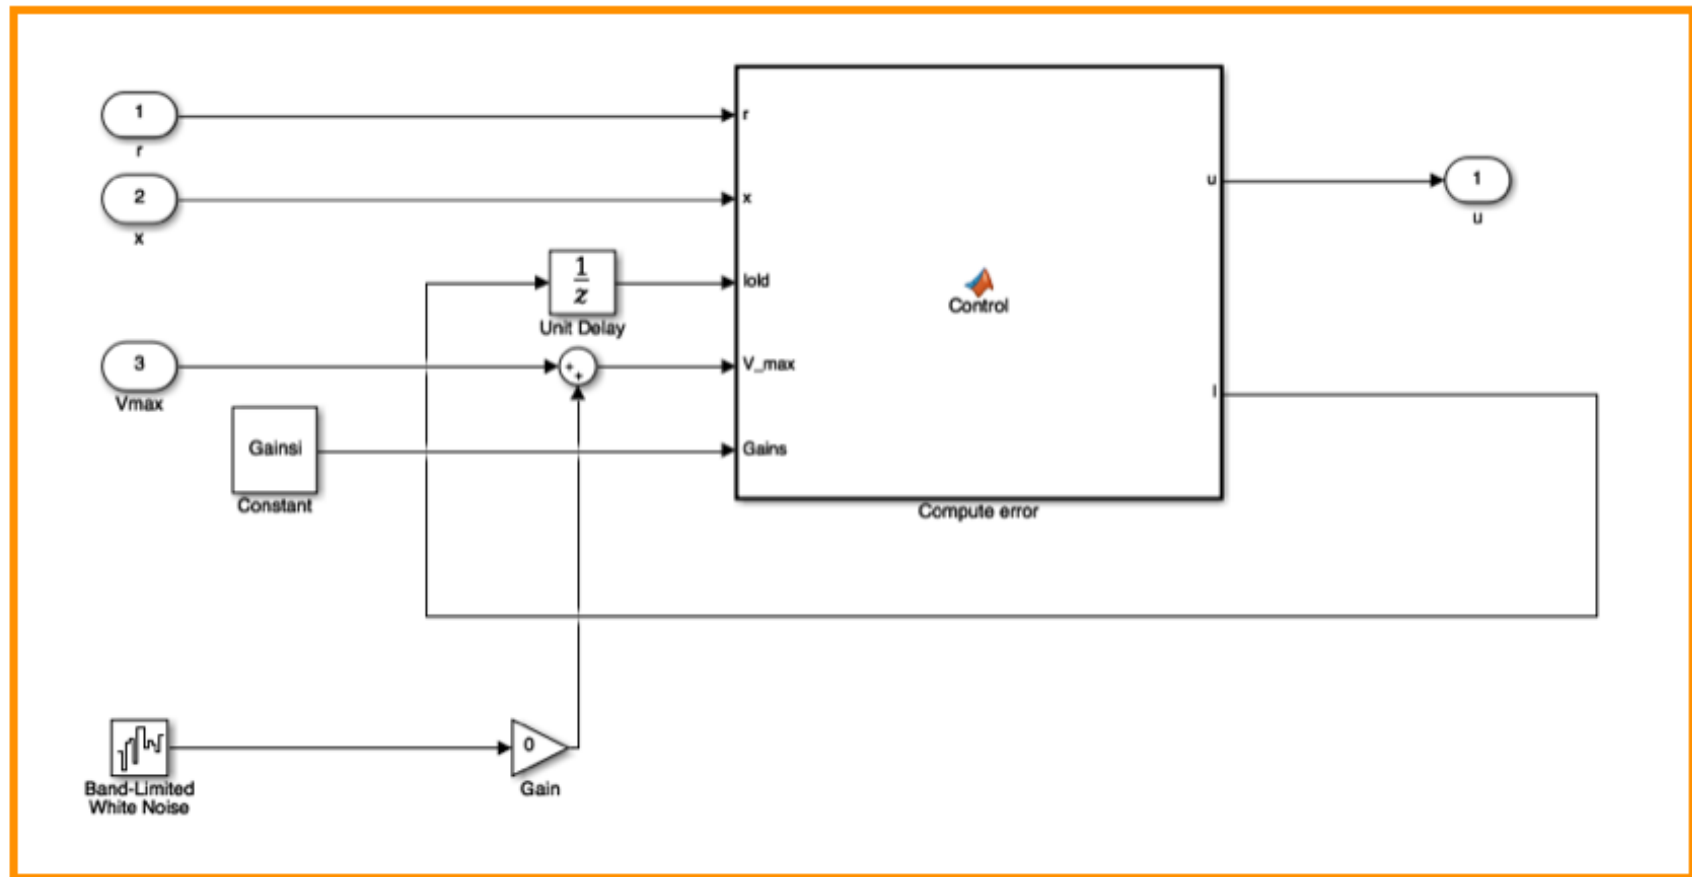 1
r
r
2
x
x
u
1
u
1
z
Iold
Unit Delay
Control
3
Vmax
V_max
I
Gainsi
Constant
Gains
Compute error
0
Gain
Band-Limited
White Noise